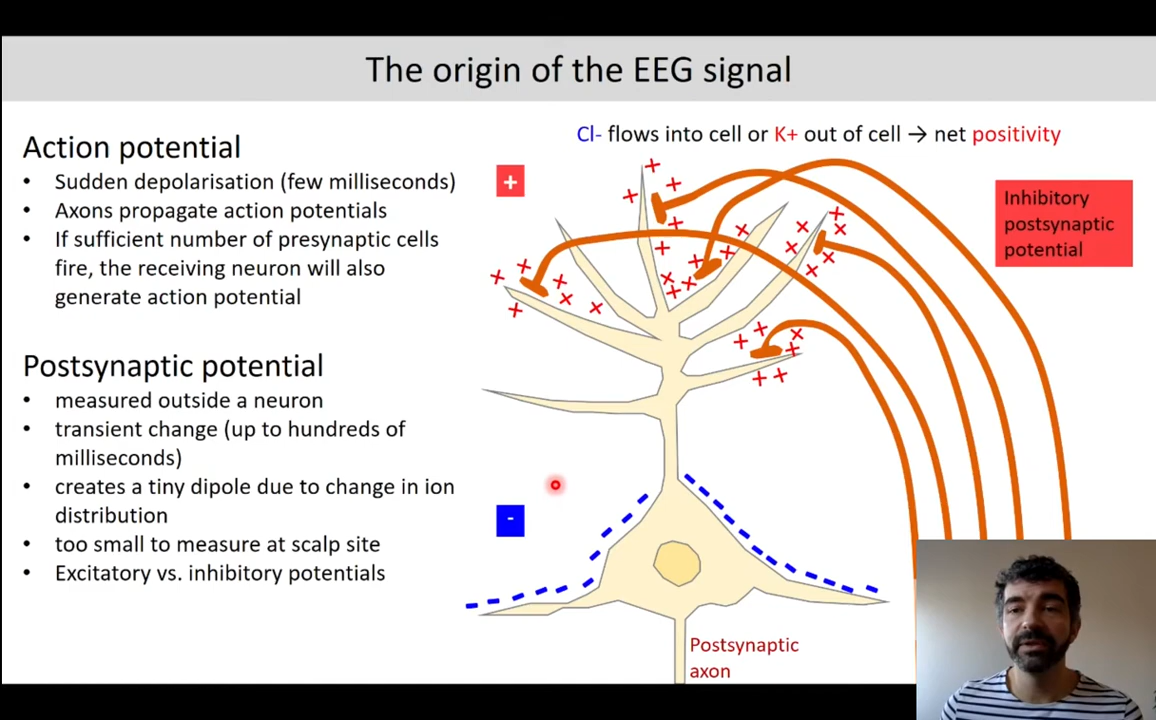 The origin of the EEG signal
Action potential
• Sudden depolarisation (few milliseconds)
• Axons propagate action potentials
• If sufficient number of presynaptic cells
fire, the receiving neuron will also
generate action potential
Postsynaptic potential
• measured outside a neuron
• transient change (up to hundreds of
milliseconds)
• creates a tiny dipole due to change in ion
distribution
• too small to measure at scalp site
• Excitatory vs. inhibitory potentials
Cl- flows into cell or K+ out of cell → net positivity
+
Inhibitory
postsynaptic
potential
-
Postsynaptic
axon